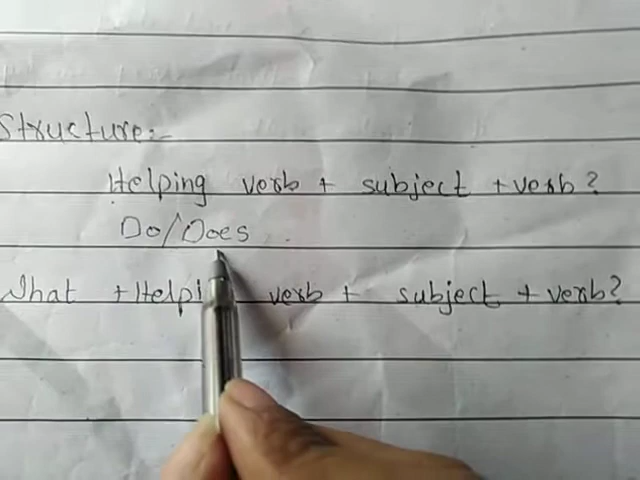 Structure:-
Helping verb + subject + verb?
Do/Does
What + Helpi verb + subject + verb?